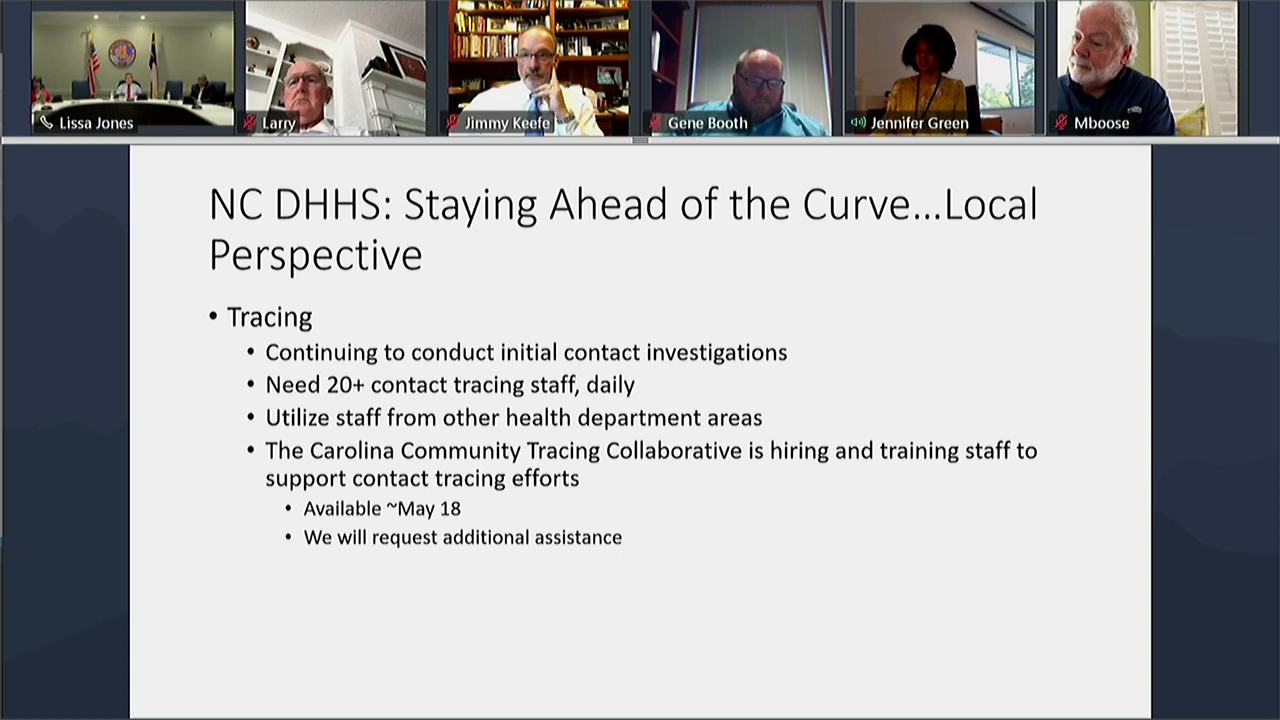 Lissa Jones
Larry
Jimmy Keefe
Gene Booth
Jennifer Green
Mboose
NC DHHS: Staying Ahead of the Curve...Local
Perspective
• Tracing
• Continuing to conduct initial contact investigations
• Need 20+ contact tracing staff, daily
• Utilize staff from other health department areas
• The Carolina Community Tracing Collaborative is hiring and training staff to
support contact tracing efforts
• Available ~May 18
• We will request additional assistance